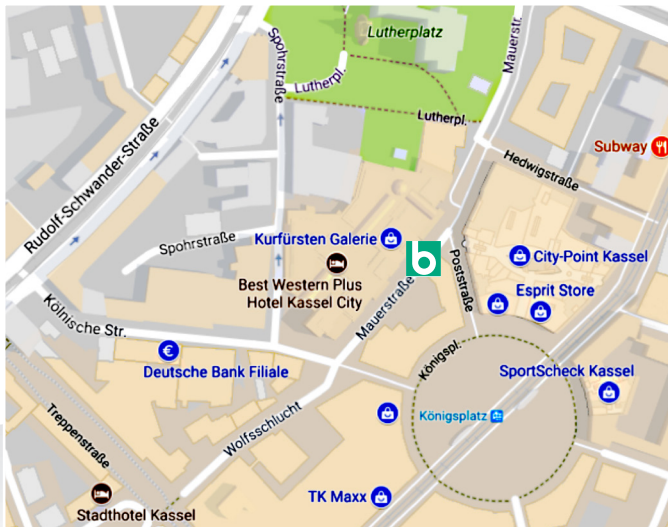 Lutherplatz
Mauerstr.
Spohrstraße
Lutherpl.
Lutherpl.
Subway
Hedwigstraße
Rudolf-Schwander-Straße
Spohrstraße
Kurfürsten Galerie
b
City-Point Kassel
Poststraße
Best Western Plus
Hotel Kassel City
Esprit Store
Mauerstraße
Kölnische Str.
Königspl.
€
Deutsche Bank Filiale
SportScheck Kassel
Königsplatz
Treppenstraße
Wolfsschlucht
TK Maxx
Stadthotel Kassel